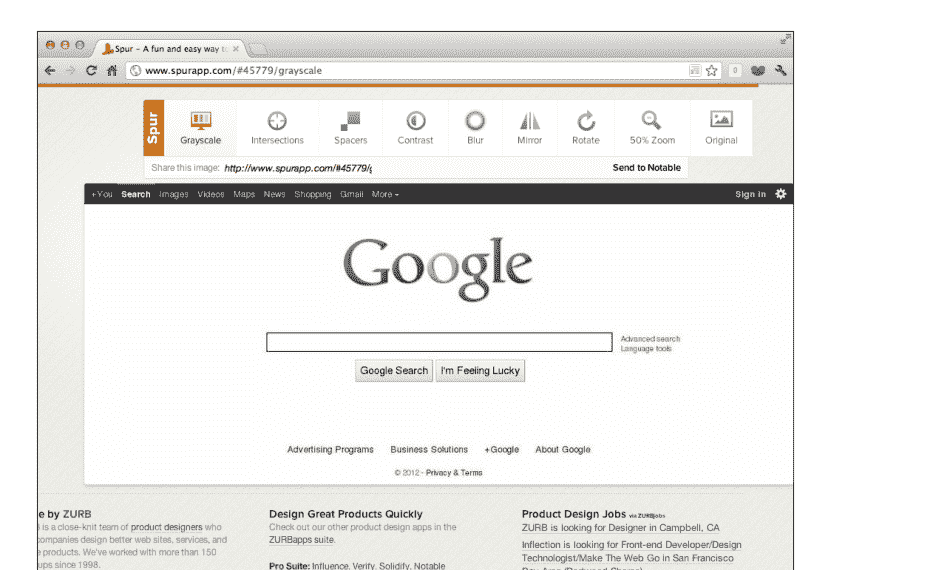 Spur – A fun and easy way to
www.spurapp.com/#45779/grayscale
0
Spur
Grayscale Intersections Spacers Contrast Blur Mirror Rotate 50% Zoom Original
Share this image: http://www.spurapp.com/#45779/g
Send to Notable
+You Search Images Videos Maps News Shopping Gmail More
Sign in
Google
Advanced search
Language tools
Google Search I'm Feeling Lucky
Advertising Programs Business Solutions +Google About Google
© 2012 - Privacy & Terms
e by ZURB
is a close-knit team of product designers who
companies design better web sites, services, and
e products. We've worked with more than 150
ups since 1998.
Design Great Products Quickly
Check out our other product design apps in the
ZURBapps suite.
Pro Suite: Influence, Verify, Solidify, Notable
Product Design Jobs via ZURBjobs
ZURB is looking for Designer in Campbell, CA
Inflection is looking for Front-end Developer/Design
Technologist/Make The Web Go in San Francisco